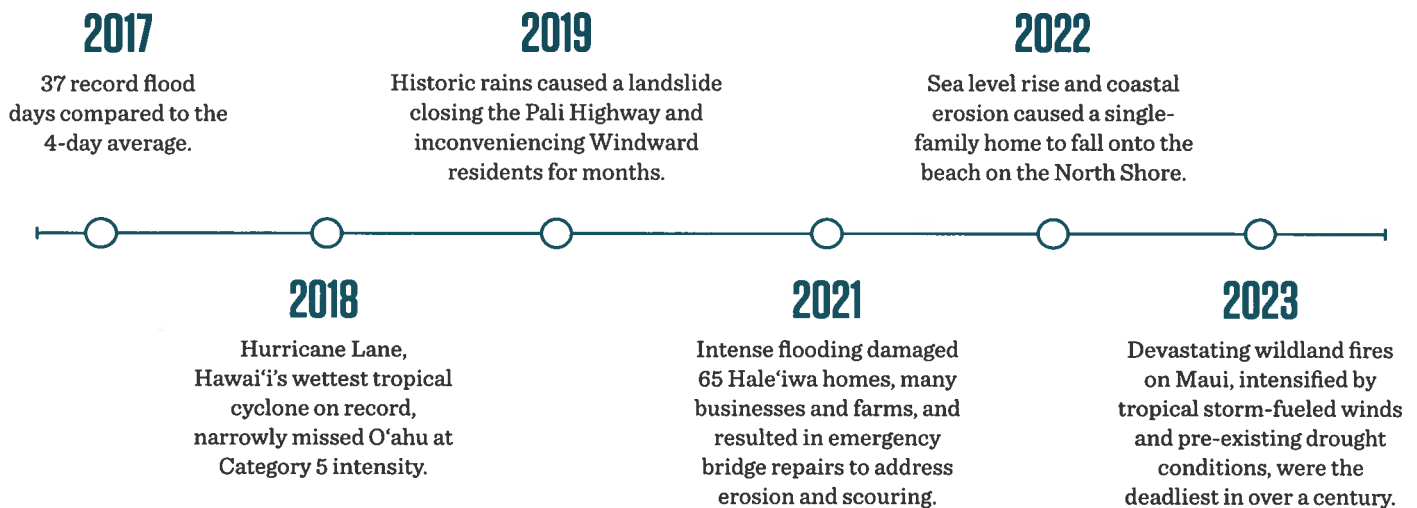 2017
37 record flood
days compared to the
4-day average.
2018
Hurricane Lane,
Hawaiʻi’s wettest tropical
cyclone on record,
narrowly missed Oʻahu at
Category 5 intensity.
2019
Historic rains caused a landslide
closing the Pali Highway and
inconveniencing Windward
residents for months.
2021
Intense flooding damaged
65 Haleʻiwa homes, many
businesses and farms, and
resulted in emergency
bridge repairs to address
erosion and scouring.
2022
Sea level rise and coastal
erosion caused a single-
family home to fall onto the
beach on the North Shore.
2023
Devastating wildland fires
on Maui, intensified by
tropical storm-fueled winds
and pre-existing drought
conditions, were the
deadliest in over a century.